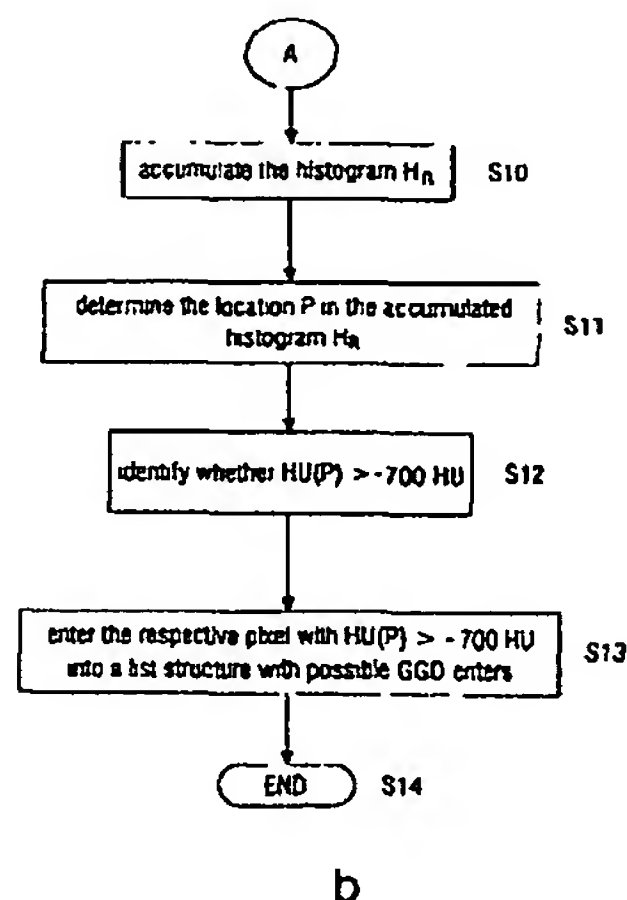 A
accumulate the histogram Hn
S10
determine the location P in the accumulated
histogram HR
S11
identify whether HU(P) > -700 HU
S12
enter the respective pixel with HU(P) > - 700 HU
into a list structure with possible GGO enters
S13
END
S14
b